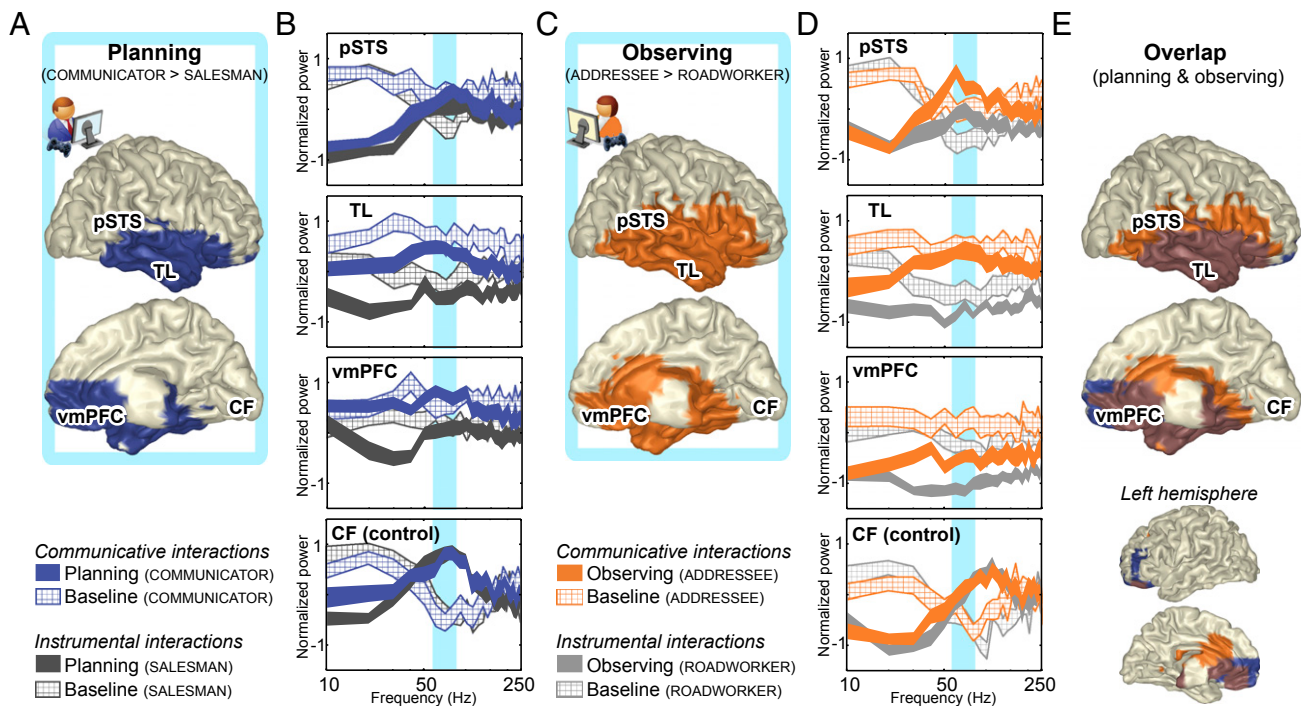 A
Planning
(COMMUNICATOR > SALESMAN)
pSTS
TL
vmPFC
CF
Communicative interactions
Planning (COMMUNICATOR)
Baseline (COMMUNICATOR)
Instrumental interactions
Planning (SALESMAN)
Baseline (SALESMAN)
B
pSTS
Normalized power
1
-1
TL
Normalized power
1
-1
vmPFC
Normalized power
1
-1
CF (control)
Normalized power
1
-1
10 50 250
Frequency (Hz)
C
Observing
(ADDRESSEE > ROADWORKER)
pSTS
TL
vmPFC
CF
Communicative interactions
Observing (ADDRESSEE)
Baseline (ADDRESSEE)
Instrumental interactions
Observing (ROADWORKER)
Baseline (ROADWORKER)
D
pSTS
Normalized power
1
-1
TL
Normalized power
1
-1
vmPFC
Normalized power
1
-1
CF (control)
Normalized power
1
-1
10 50 250
Frequency (Hz)
E
Overlap
(planning & observing)
pSTS
TL
vmPFC
CF
Left hemisphere